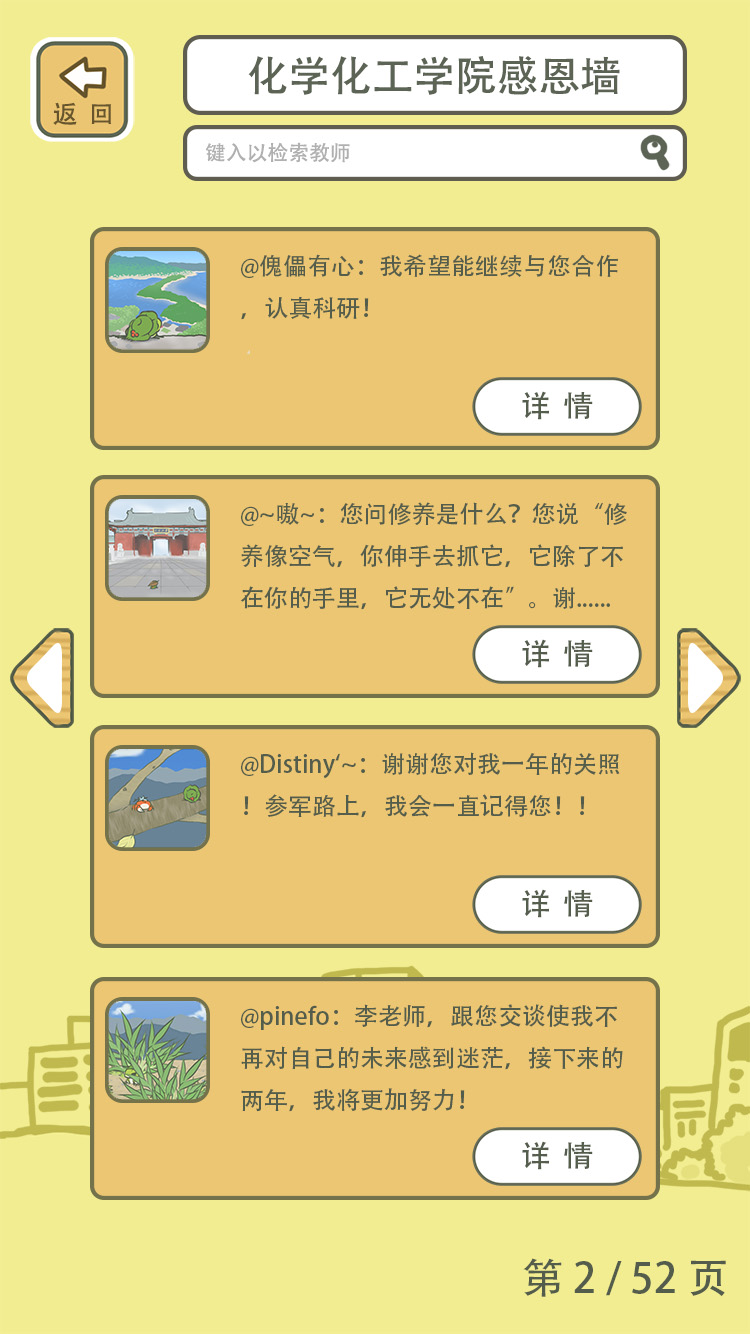 返 回
化学化工学院感恩墙
键入以检索教师
@傀儡有心：我希望能继续与您合作
，认真科研！
详 情
@~嗷~：您问修养是什么？您说“修
养像空气，你伸手去抓它，它除了不
在你的手里，它无处不在”。谢......
详 情
@Distiny‘~：谢谢您对我一年的关照
！参军路上，我会一直记得您！！
详 情
@pinefo：李老师，跟您交谈使我不
再对自己的未来感到迷茫，接下来的
两年，我将更加努力！
详 情
第 2 / 52 页